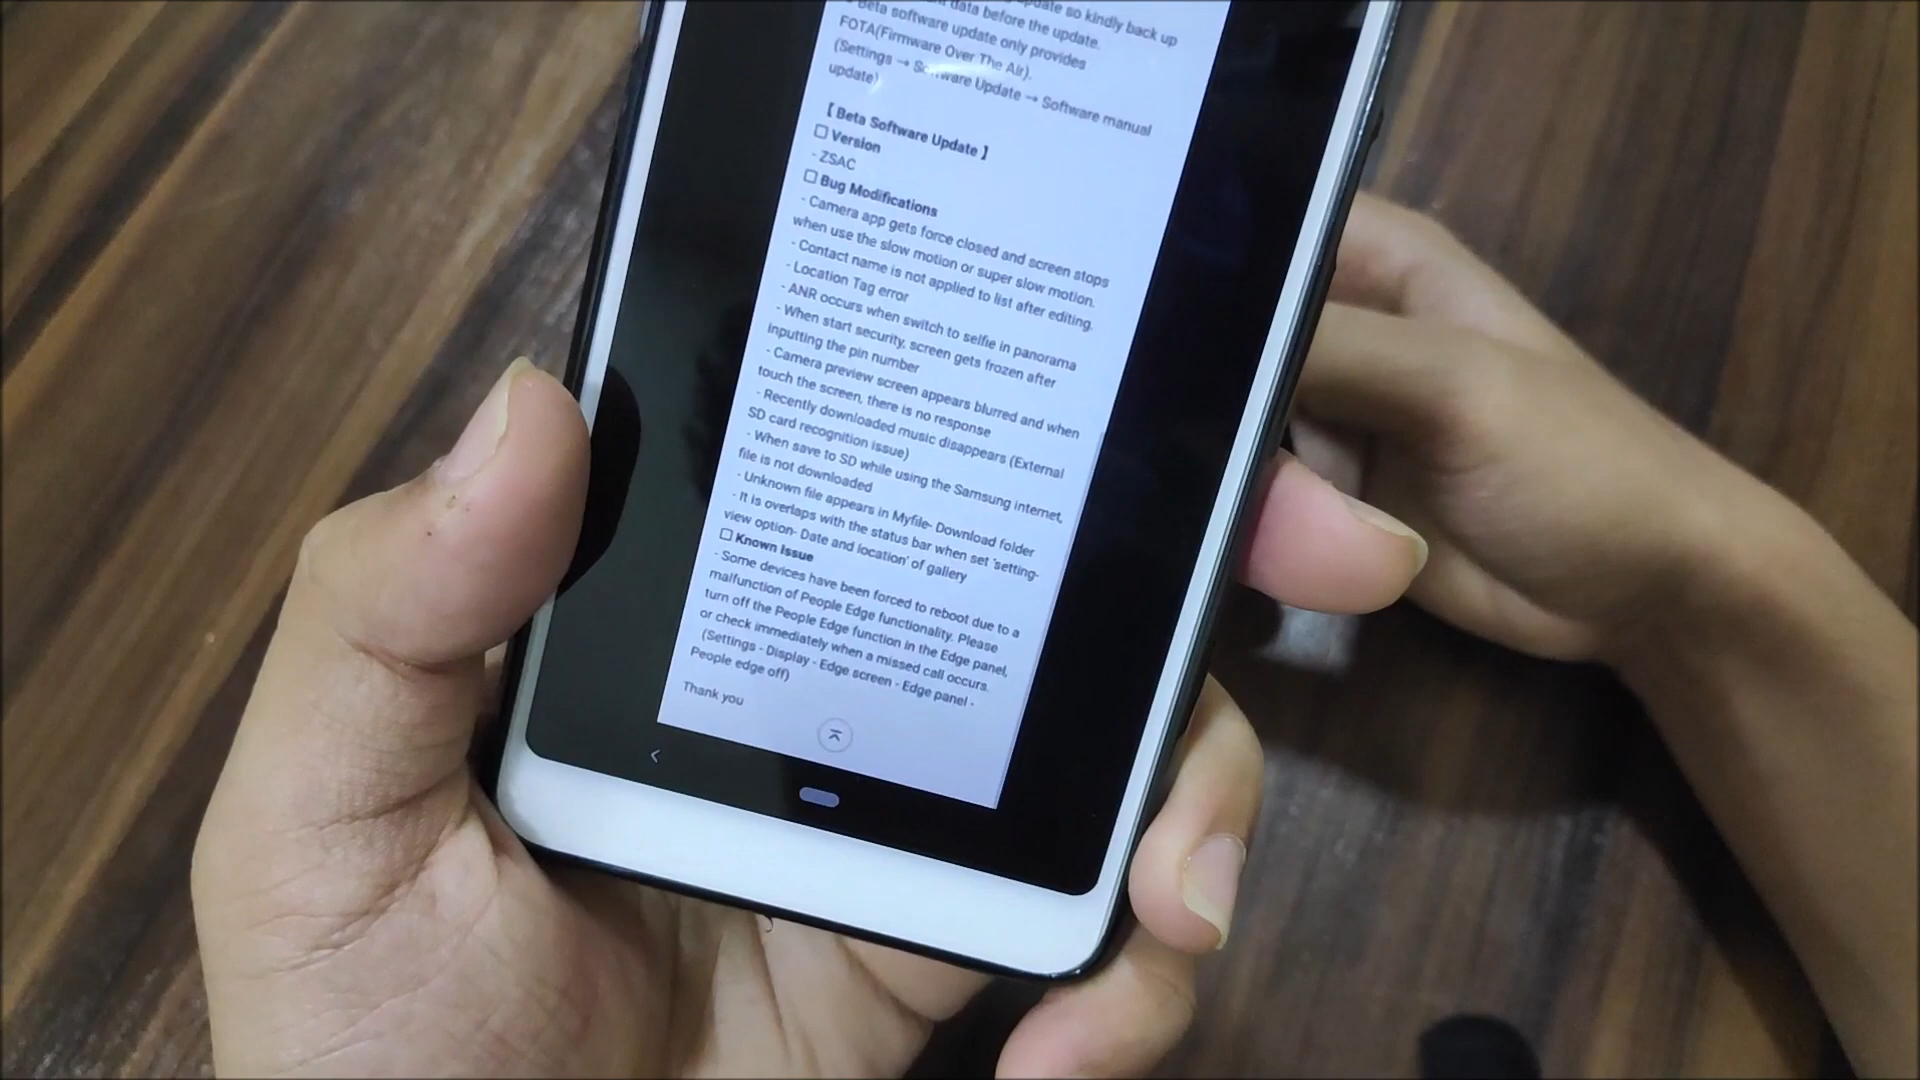 update so kindly back up
data before the update.
Beta software update only provides
FOTA(Firmware Over The Air).
(Settings → Software Update → Software manual
update)
【 Beta Software Update 】
☐ Version
- ZSAC
☐ Bug Modifications
- Camera app gets force closed and screen stops
when use the slow motion or super slow motion.
- Contact name is not applied to list after editing.
- Location Tag error
- ANR occurs when switch to selfie in panorama
- When start security, screen gets frozen after
inputting the pin number
- Camera preview screen appears blurred and when
touch the screen, there is no response
- Recently downloaded music disappears (External
SD card recognition issue)
- When save to SD while using the Samsung internet,
file is not downloaded
- Unknown file appears in Myfile- Download folder
- It is overlaps with the status bar when set 'setting-
view option- Date and location' of gallery
☐ Known Issue
- Some devices have been forced to reboot due to a
malfunction of People Edge functionality. Please
turn off the People Edge function in the Edge panel,
or check immediately when a missed call occurs.
(Settings - Display - Edge screen - Edge panel -
People edge off)
Thank you